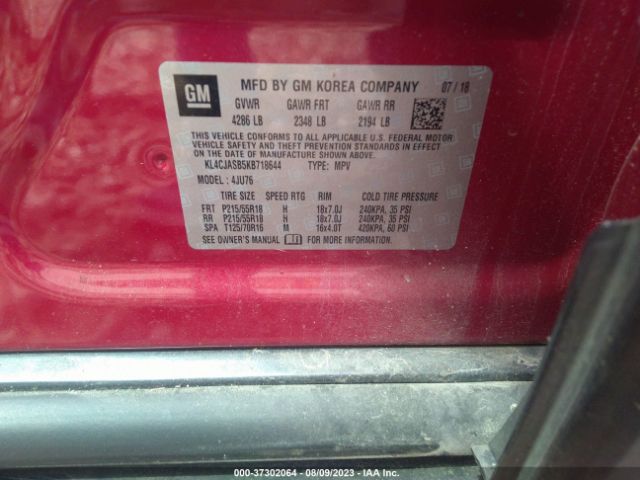 GM
MFD BY GM KOREA COMPANY 07/18
GVWR GAWR FRT GAWR RR
4286 LB 2348 LB 2194 LB
THIS VEHICLE CONFORMS TO ALL APPLICABLE U.S. FEDERAL MOTOR
VEHICLE SAFETY AND THEFT PREVENTION STANDARDS IN EFFECT
ON THE DATE OF MANUFACTURE SHOWN ABOVE.
KL4CJASB5KB718644 TYPE: MPV
MODEL: 4JU76
TIRE SIZE SPEED RTG RIM COLD TIRE PRESSURE
FRT P215/55R18 H 18x7.0J 240KPA, 35 PSI
RR P215/55R18 H 18x7.0J 240KPA, 35 PSI
SPA T125/70R16 M 16x4.0T 420KPA, 60 PSI
SEE OWNER'S MANUAL FOR MORE INFORMATION.
000-37302064 - 08/09/2023 - IAA Inc.